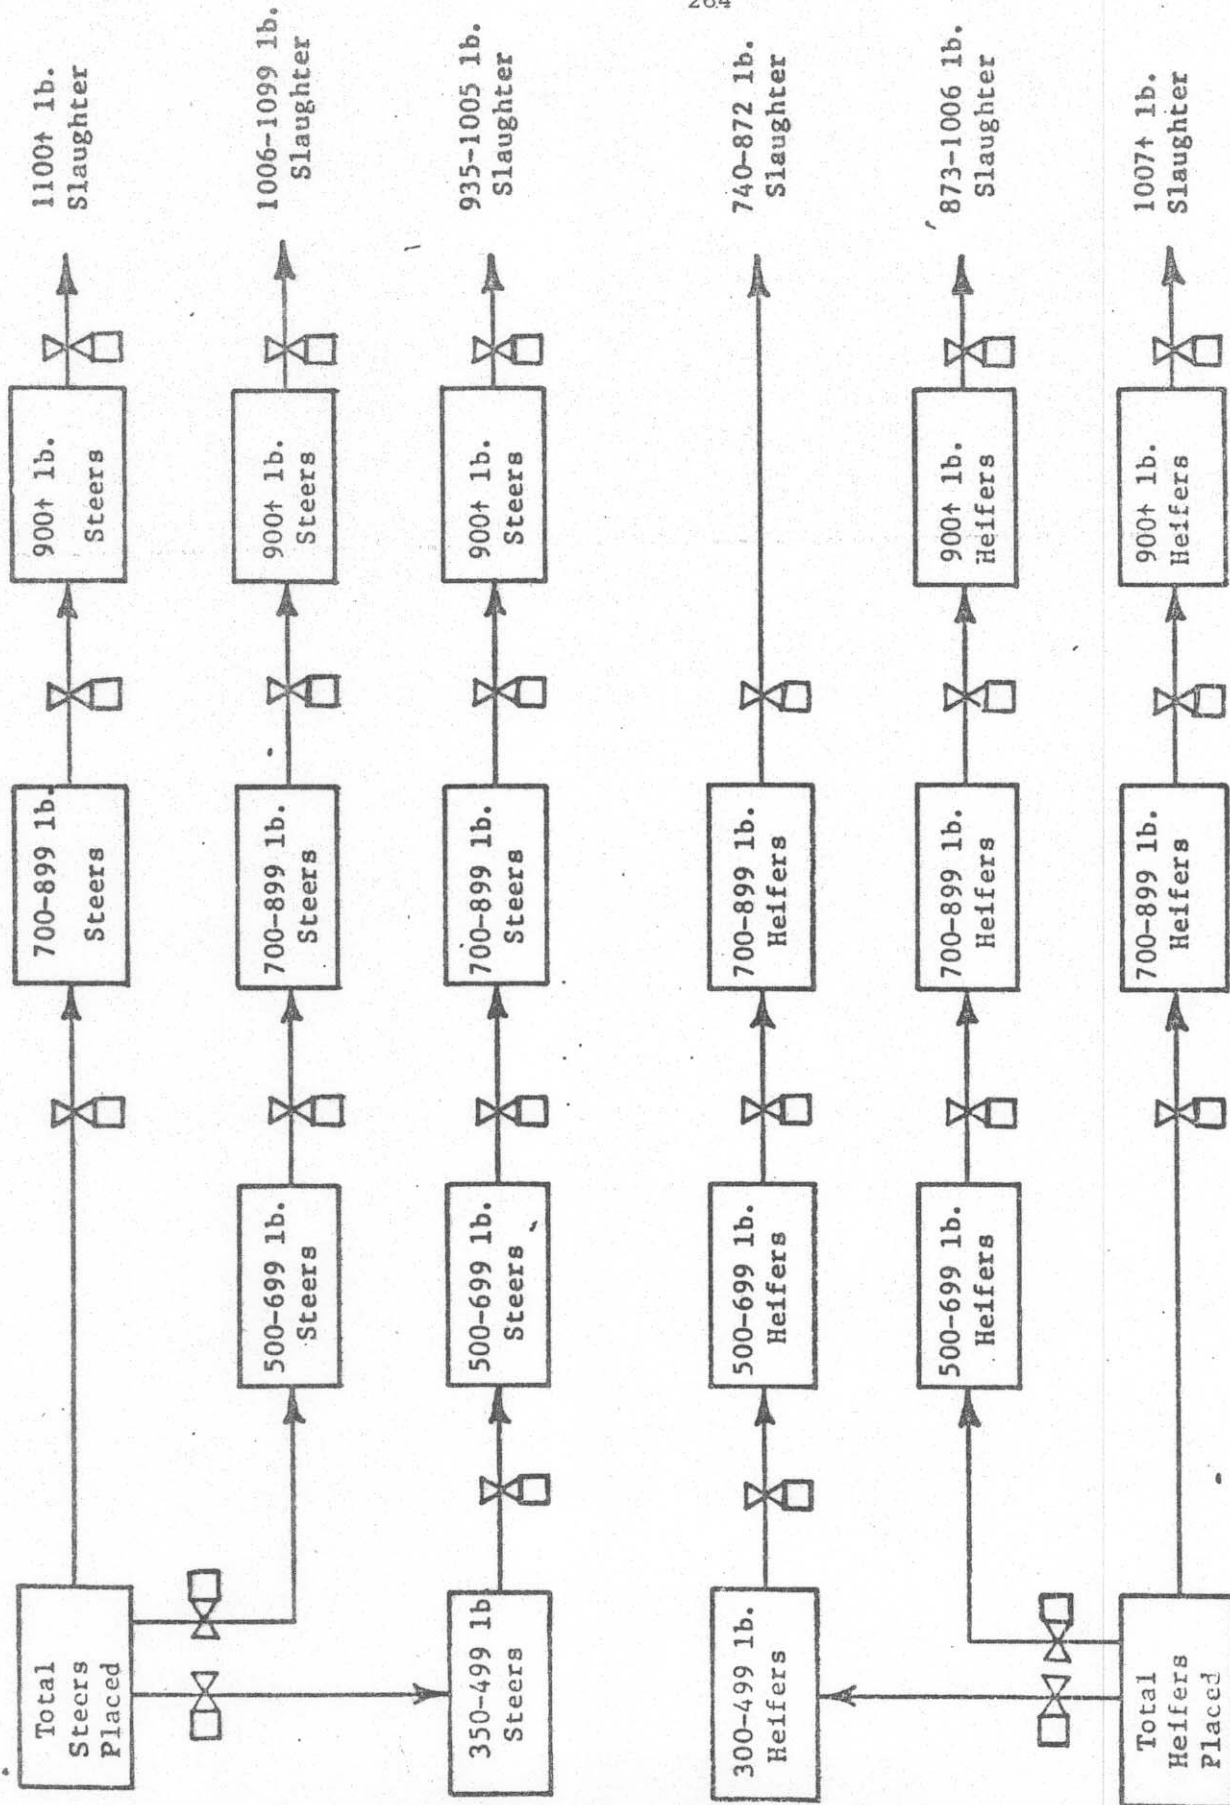 264
Total
Steers
Placed
700-899 lb.
Steers
900↑ lb.
Steers
1100↑ lb.
Slaughter
500-699 lb.
Steers
700-899 lb.
Steers
900↑ lb.
Steers
1006-1099 lb.
Slaughter
350-499 lb.
Steers
500-699 lb.
Steers
700-899 lb.
Steers
900↑ lb.
Steers
935-1005 lb.
Slaughter
300-499 lb.
Heifers
500-699 lb.
Heifers
700-899 lb.
Heifers
740-872 lb.
Slaughter
500-699 lb.
Heifers
700-899 lb.
Heifers
900↑ lb.
Heifers
873-1006 lb.
Slaughter
Total
Heifers
Placed
700-899 lb.
Heifers
900↑ lb.
Heifers
1007↑ lb.
Slaughter